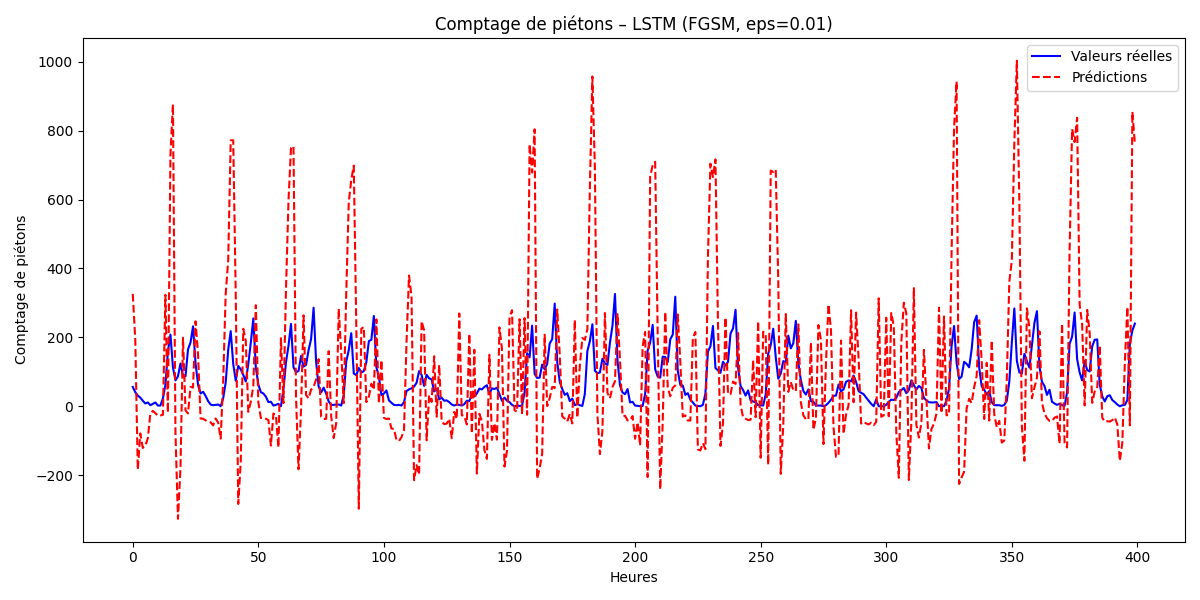 Comptage de piétons – LSTM (FGSM, eps=0.01)
Valeurs réelles
Prédictions
Comptage de piétons
1000
800
600
400
200
0
−200
0 50 100 150 200 250 300 350 400
Heures